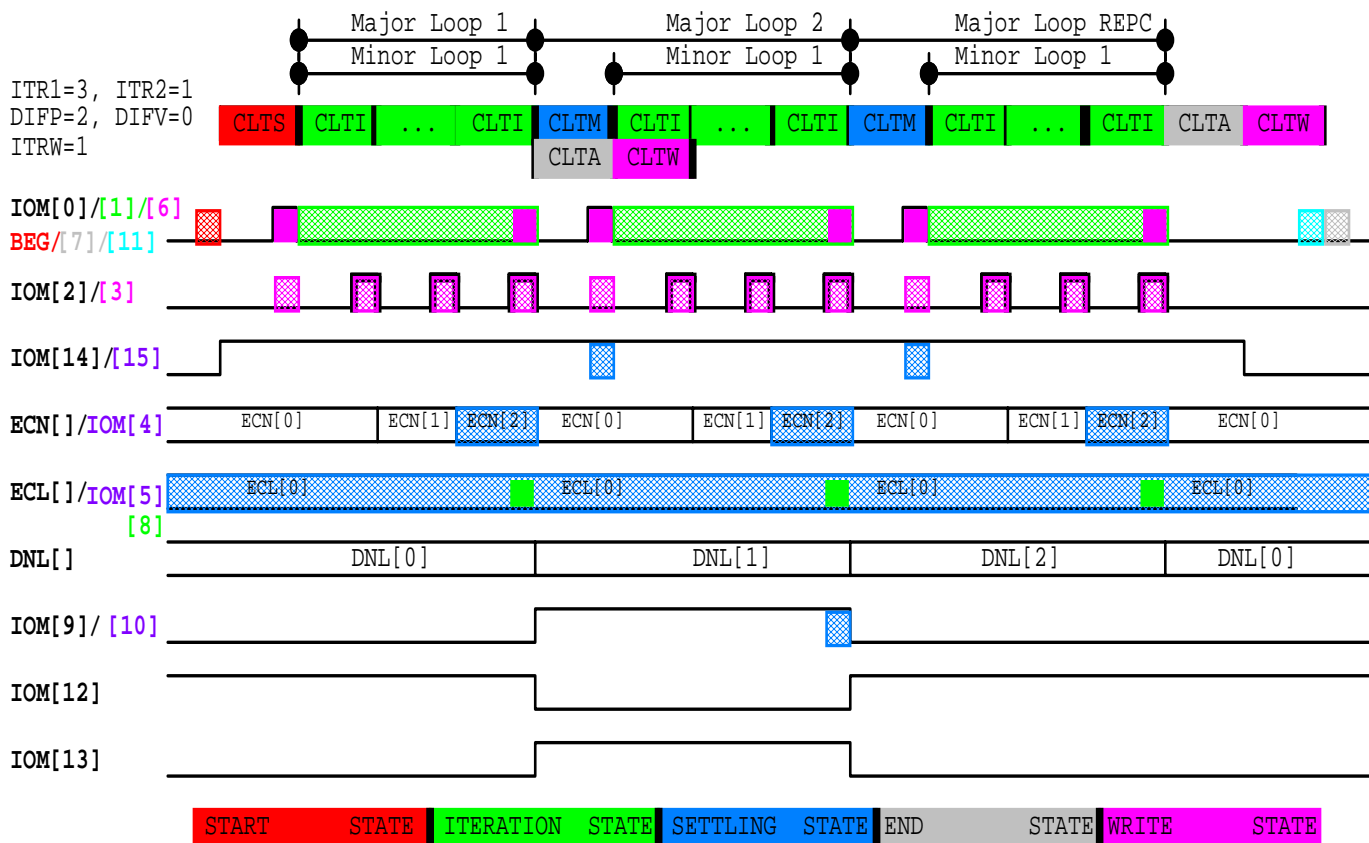 Major Loop 1 Major Loop 2 Major Loop REPC
Minor Loop 1 Minor Loop 1 Minor Loop 1
ITR1=3, ITR2=1
DIFP=2, DIFV=0
ITRW=1
CLTS CLTI ... CLTI CLTM CLTI ... CLTI CLTM CLTI ... CLTI CLTA CLTW
CLTA CLTW
IOM[0]/[1]/[6]
BEG/[7]/[11]
IOM[2]/[3]
IOM[14]/[15]
ECN[]/IOM[4] ECN[0] ECN[1] ECN[2] ECN[0] ECN[1] ECN[2] ECN[0] ECN[1] ECN[2] ECN[0]
ECL[]/IOM[5] ECL[0] ECL[0] ECL[0] ECL[0]
[8]
DNL[] DNL[0] DNL[1] DNL[2] DNL[0]
IOM[9]/ [10]
IOM[12]
IOM[13]
START STATE ITERATION STATE SETTLING STATE END STATE WRITE STATE